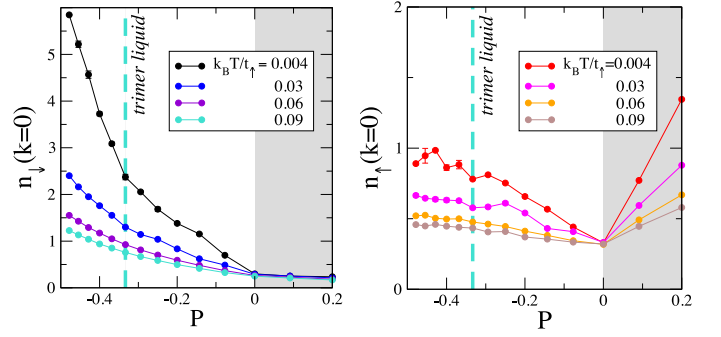 n↓(k=0)
5
4
3
2
1
0
-0.4
-0.2
0
0.2
P
trimer liquid
k_BT/t↑= 0.004
0.03
0.06
0.09
n↑(k=0)
2
1
0
-0.4
-0.2
0
0.2
P
trimer liquid
k_BT/t↑=0.004
0.03
0.06
0.09